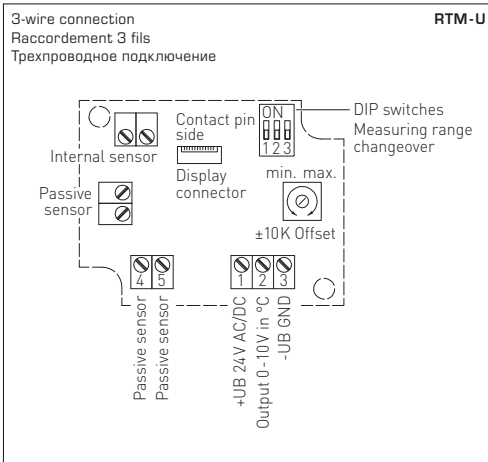 3-wire connection
Raccordement 3 fils
Трехпроводное подключение
RTM-U
ON
1 2 3
DIP switches
Measuring range
changeover
Contact pin
side
Internal sensor
Display
connector
Passive
sensor
min. max.
±10K Offset
4 5
1 2 3
Passive sensor
Passive sensor
+UB 24V AC/DC
Output 0-10V in °C
-UB GND